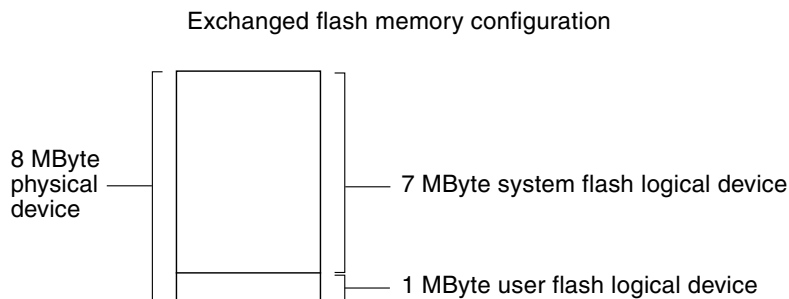 Exchanged flash memory configuration
8 MByte
physical
device
7 MByte system flash logical device
1 MByte user flash logical device